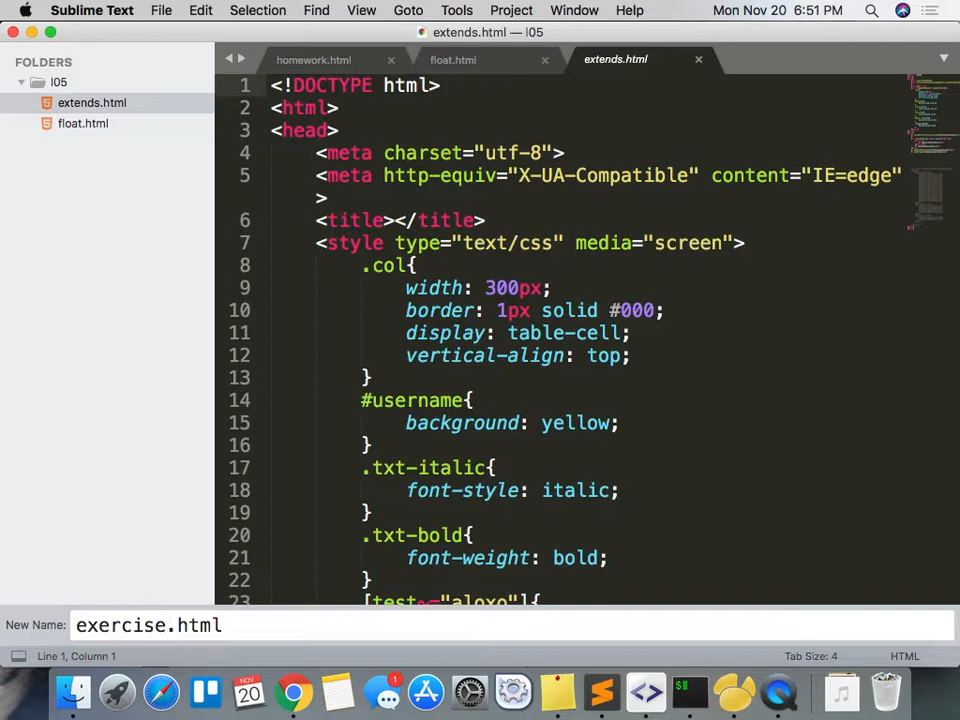 Sublime Text File Edit Selection Find View Goto Tools Project Window Help Mon Nov 20 6:51 PM
extends.html — l05
FOLDERS
l05
extends.html
float.html
homework.html × float.html × extends.html ×
1 <!DOCTYPE html>
2 <html>
3 <head>
4 <meta charset="utf-8">
5 <meta http-equiv="X-UA-Compatible" content="IE=edge"
>
6 <title></title>
7 <style type="text/css" media="screen">
8 .col{
9 width: 300px;
10 border: 1px solid #000;
11 display: table-cell;
12 vertical-align: top;
13 }
14 #username{
15 background: yellow;
16 }
17 .txt-italic{
18 font-style: italic;
19 }
20 .txt-bold{
21 font-weight: bold;
22 }
23 [test~="aloxo"]{
New Name: exercise.html
Line 1, Column 1 Tab Size: 4 HTML
NOV
20
1